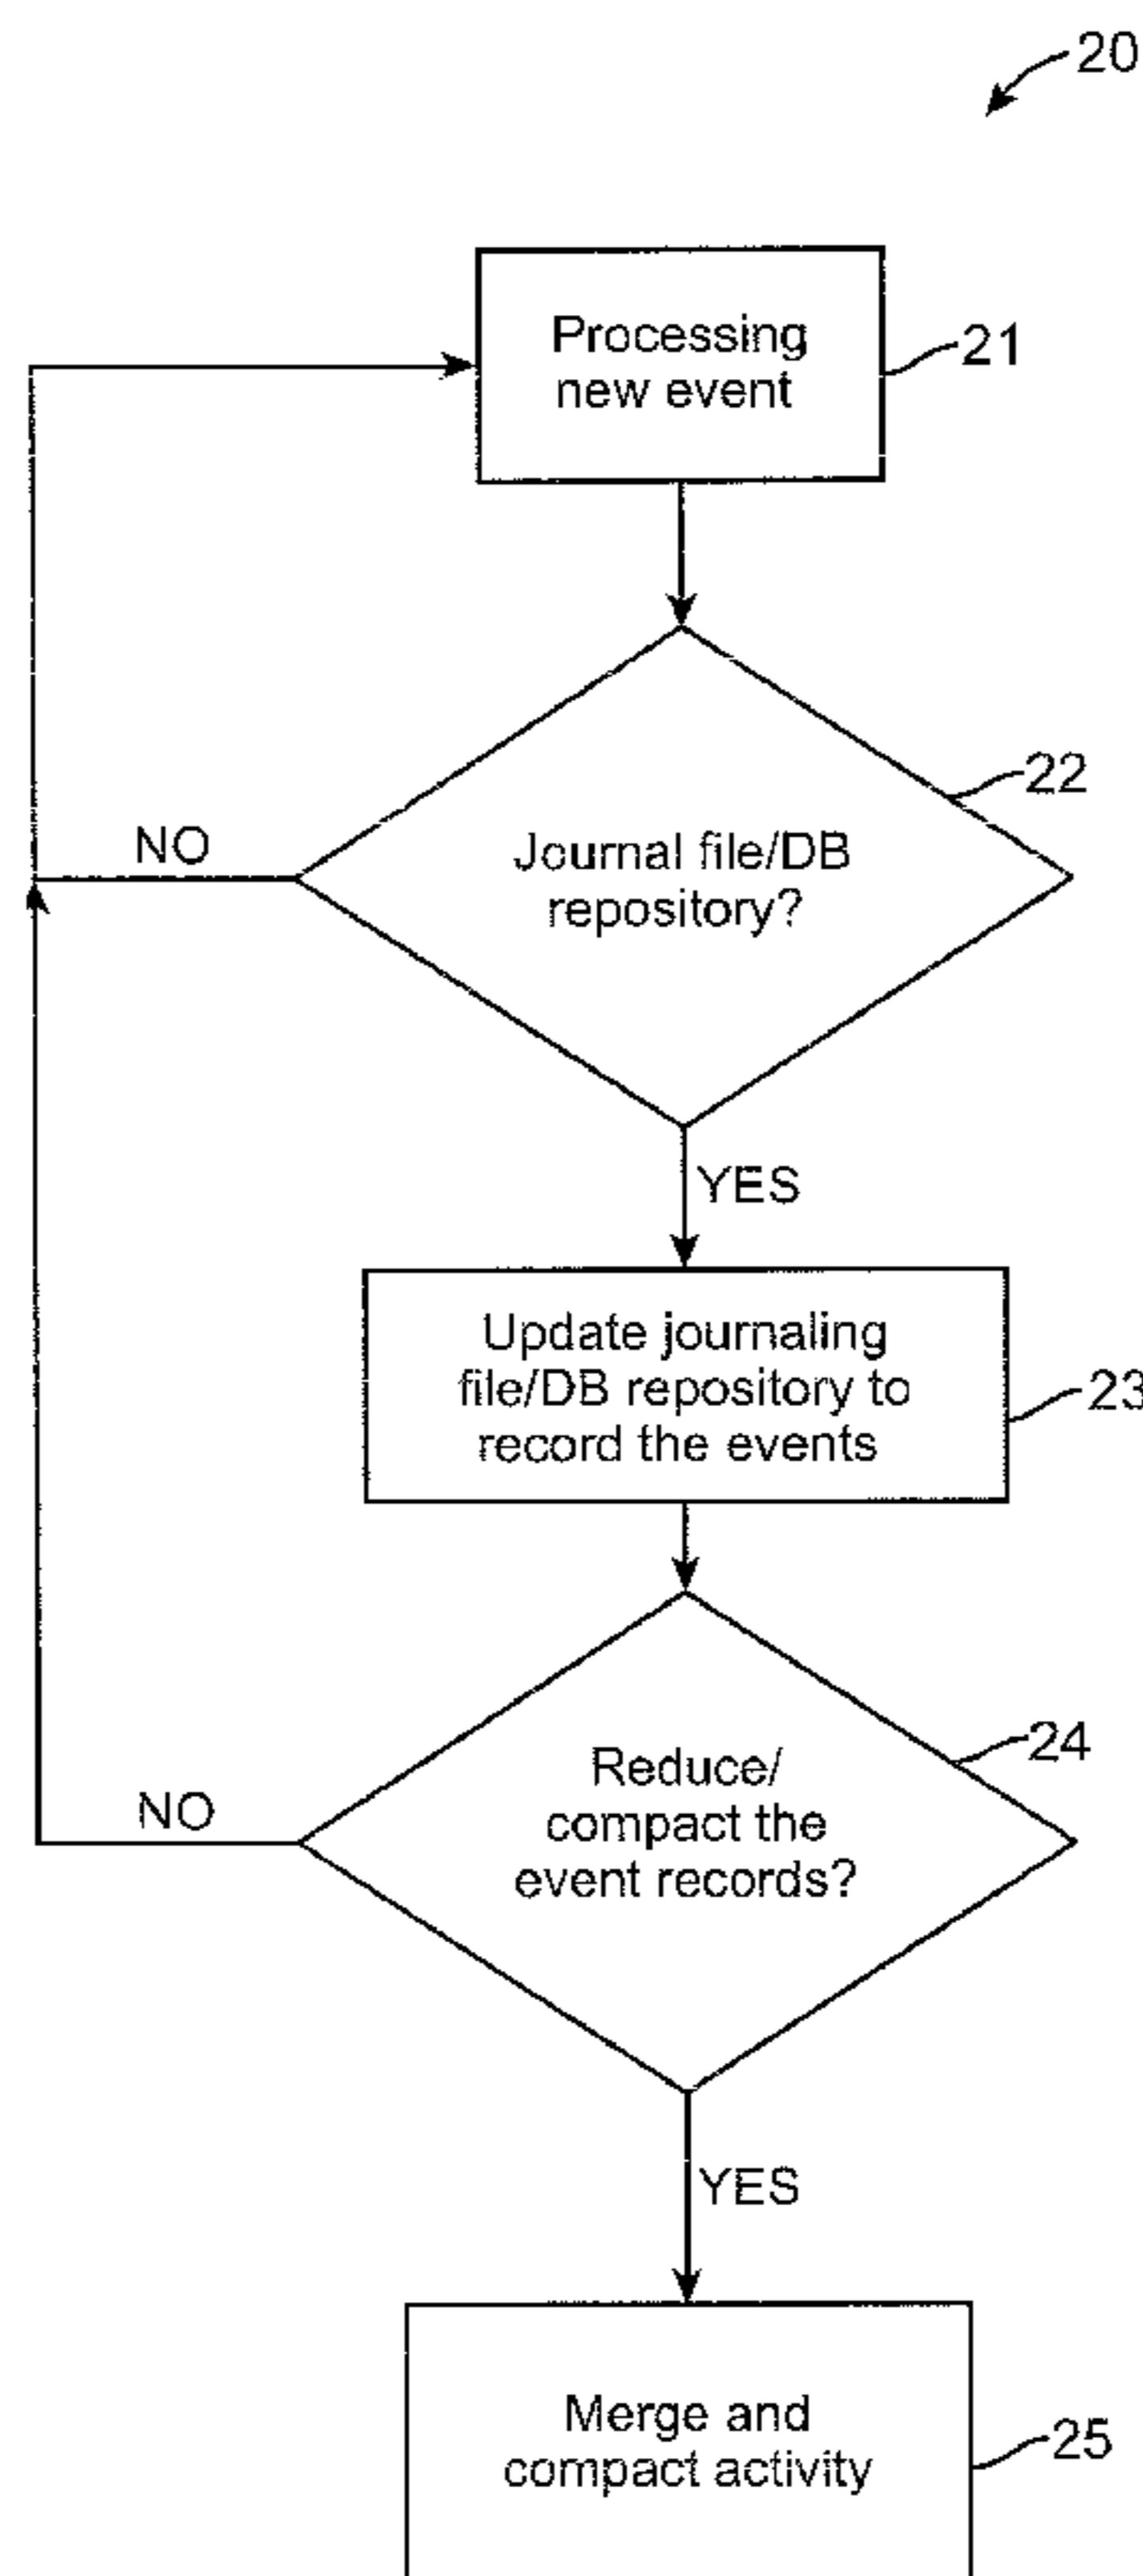 20
Processing
new event
21
22
NO
Journal file/DB
repository?
YES
Update journaling
file/DB repository to
record the events
23
24
Reduce/
compact the
event records?
NO
YES
Merge and
compact activity
25